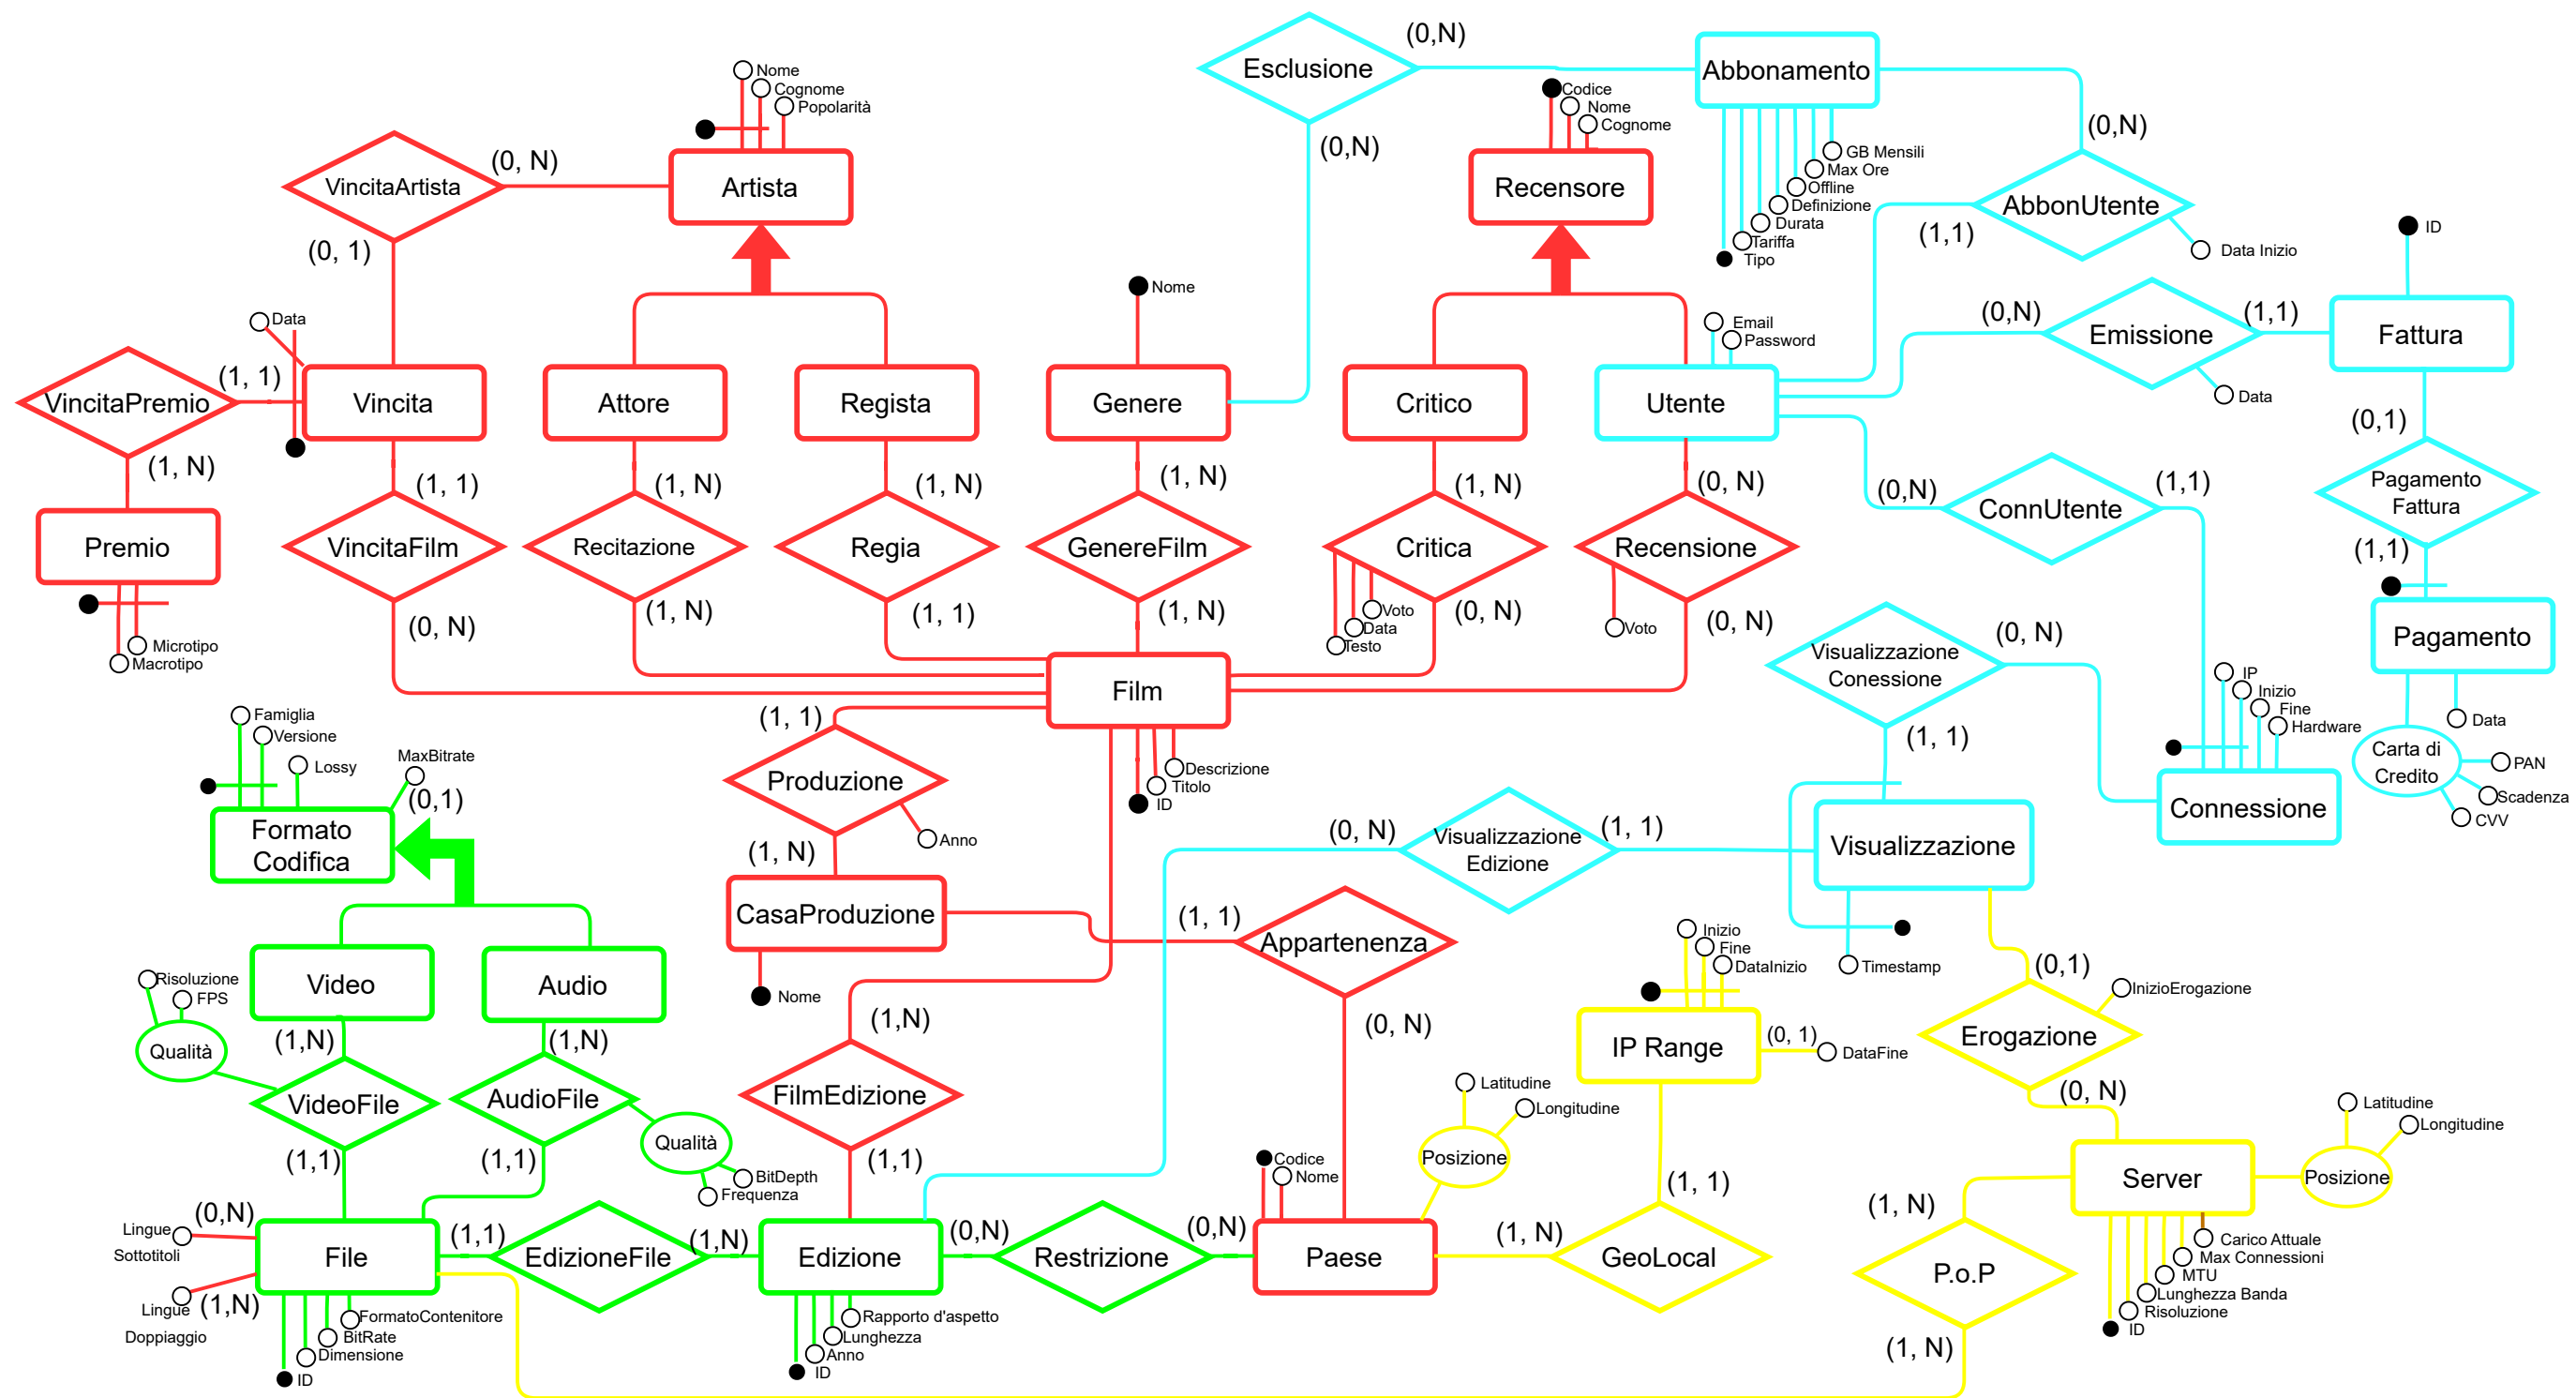 (0,N)
Esclusione
Abbonamento
(0,N)
(0,N)
GB Mensili
Max Ore
Offline
Definizione
Durata
Tariffa
Tipo
AbbonUtente
(1,1)
Data Inizio
Nome
Cognome
Popolarità
Artista
(0, N)
VincitaArtista
(0, 1)
Codice
Nome
Cognome
Recensore
ID
Fattura
(1,1)
Emissione
(0,N)
Data
Email
Password
Utente
Critico
Nome
Genere
Regista
Attore
Data
Vincita
(1, 1)
VincitaPremio
(1, N)
Premio
Microtipo
Macrotipo
(1, 1)
VincitaFilm
(0, N)
(1, N)
Recitazione
(1, N)
(1, N)
Regia
(1, 1)
(1, N)
GenereFilm
(1, N)
(1, N)
Critica
(0, N)
Voto
Data
Testo
(0, N)
Recensione
(0, N)
Voto
(0,N)
ConnUtente
(1,1)
(0,1)
Pagamento
Fattura
(1,1)
Pagamento
Data
Carta di
Credito
PAN
Scadenza
CVV
Visualizzazione
Conessione
(0, N)
(1, 1)
IP
Inizio
Fine
Hardware
Connessione
Film
Descrizione
Titolo
ID
(1, 1)
Produzione
Anno
(1, N)
CasaProduzione
Nome
(1, 1)
Appartenenza
(0, N)
Famiglia
Versione
Lossy
MaxBitrate
(0,1)
Formato
Codifica
Video
Audio
Risoluzione
FPS
Qualità
(1,N)
VideoFile
(1,1)
(1,N)
AudioFile
(1,1)
Qualità
BitDepth
Frequenza
(1,N)
FilmEdizione
(1,1)
(0, N)
Visualizzazione
Edizione
(1, 1)
Visualizzazione
Timestamp
(0,1)
InizioErogazione
Erogazione
(0, N)
Inizio
Fine
DataInizio
IP Range
(0, 1)
DataFine
(1, 1)
GeoLocal
(1, N)
Latitudine
Longitudine
Posizione
Codice
Nome
Paese
(0,N)
Restrizione
(0,N)
Edizione
Rapporto d'aspetto
Lunghezza
Anno
ID
(1,N)
EdizioneFile
(1,1)
File
Lingue
Sottotitoli
(0,N)
Lingue
Doppiaggio
(1,N)
FormatoContenitore
BitRate
Dimensione
ID
Latitudine
Longitudine
Posizione
Server
Carico Attuale
Max Connessioni
MTU
Lunghezza Banda
Risoluzione
ID
(1, N)
P.o.P
(1, N)